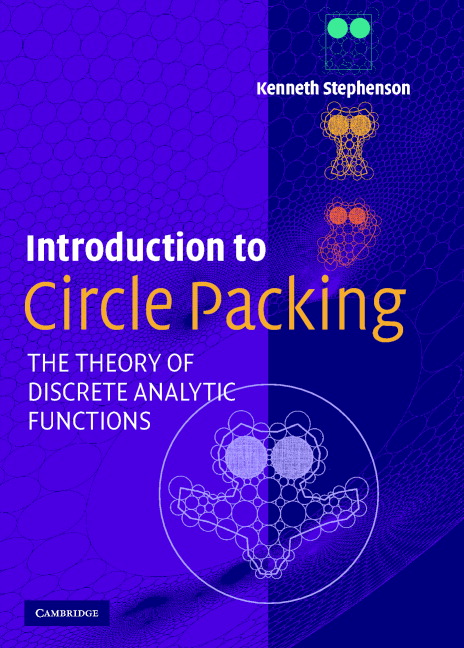 Kenneth Stephenson
Introduction to
Circle Packing
THE THEORY OF
DISCRETE ANALYTIC
FUNCTIONS
CAMBRIDGE